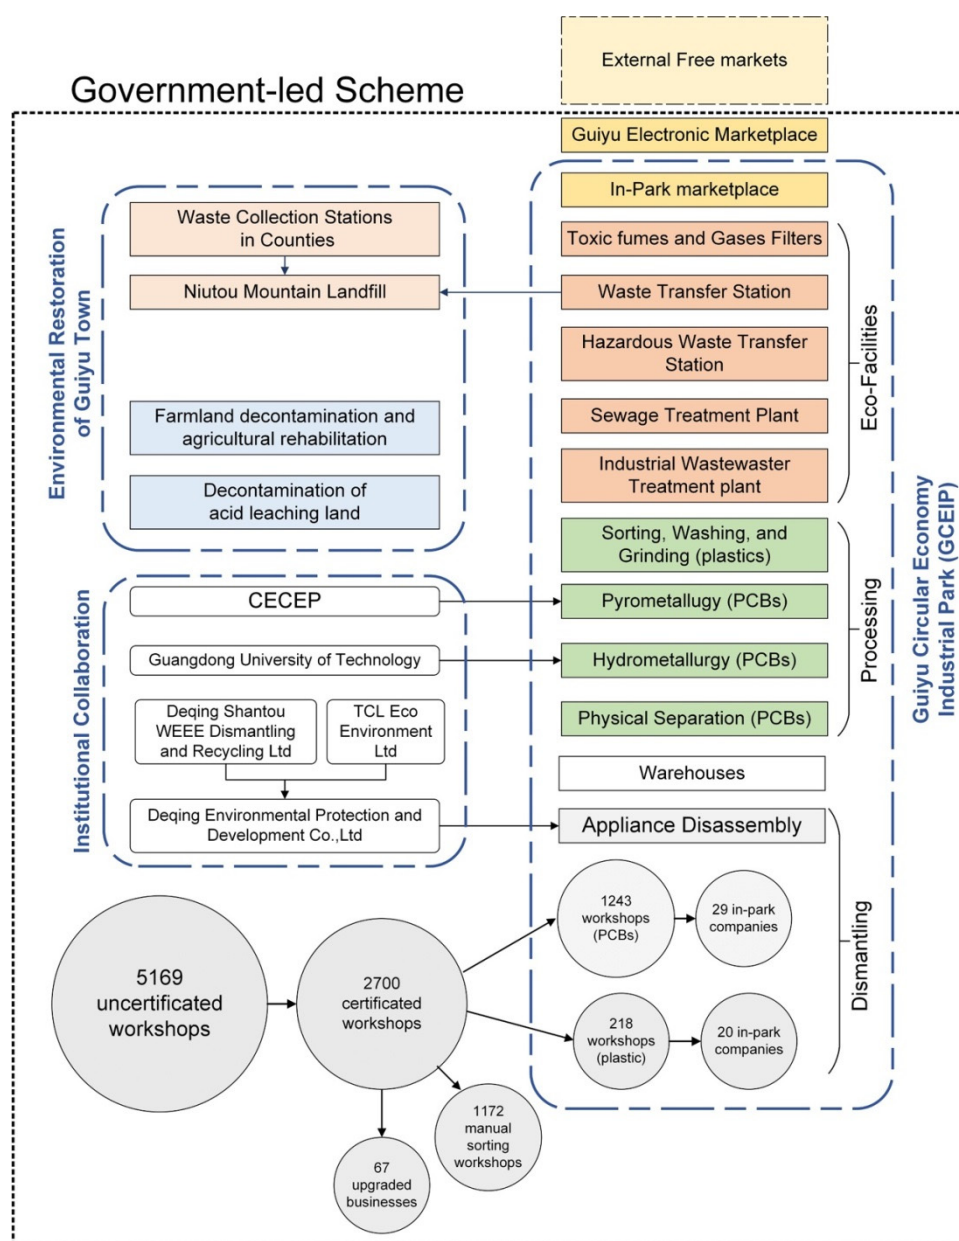 External Free markets
Government-led Scheme
Guiyu Electronic Marketplace
In-Park marketplace
Toxic fumes and Gases Filters
Waste Transfer Station
Hazardous Waste Transfer
Station
Sewage Treatment Plant
Industrial Wastewaster
Treatment plant
Eco-Facilities
Waste Collection Stations
in Counties
Niutou Mountain Landfill
Farmland decontamination and
agricultural rehabilitation
Decontamination of
acid leaching land
Environmental Restoration
of Guiyu Town
Sorting, Washing, and
Grinding (plastics)
Pyrometallugy (PCBs)
Hydrometallurgy (PCBs)
Physical Separation (PCBs)
Processing
Guiyu Circular Economy
Industrial Park (GCEIP)
CECEP
Guangdong University of Technology
Deqing Shantou
WEEE Dismantling
and Recycling Ltd
TCL Eco
Environment
Ltd
Deqing Environmental Protection and
Development Co.,Ltd
Institutional Collaboration
Warehouses
Appliance Disassembly
1243
workshops
(PCBs)
29 in-park
companies
218
workshops
(plastic)
20 in-park
companies
Dismantling
5169
uncertificated
workshops
2700
certificated
workshops
1172
manual
sorting
workshops
67
upgraded
businesses